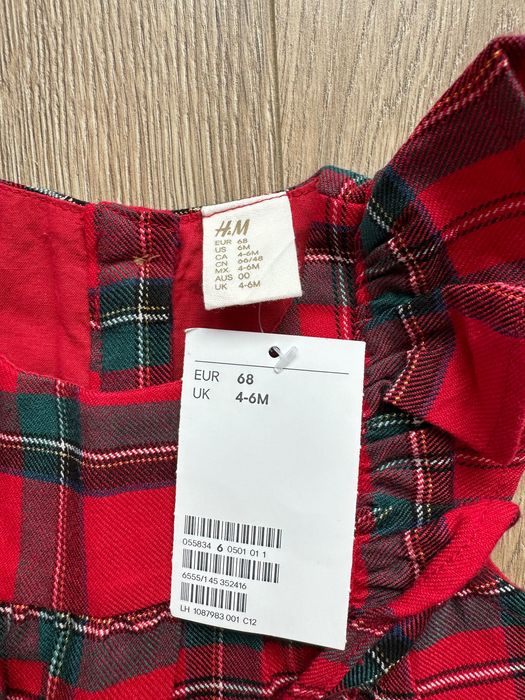 H&M
EUR 68
US 6M
CA 4-6M
CN 66/48
MX 4-6M
AUS 00
UK 4-6M
EUR 68
UK 4-6M
055834 6 0501 01 1
6555/145 352416
LH 1087983 001 C12